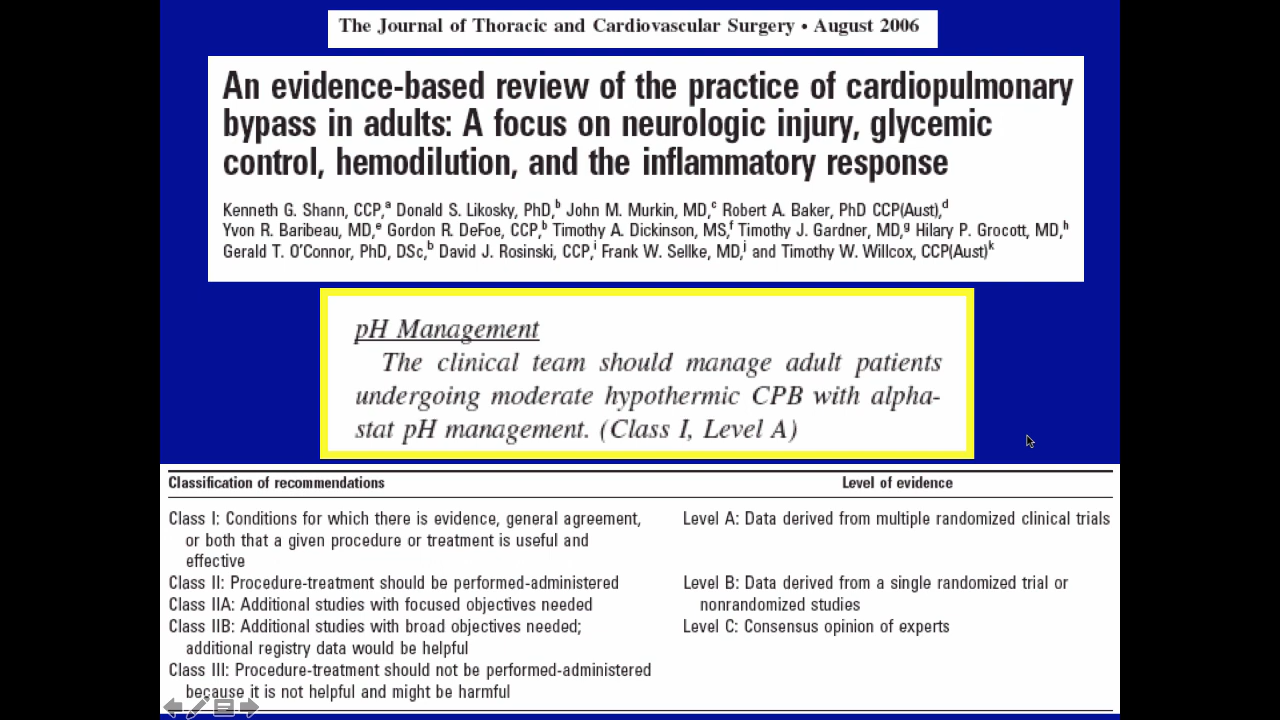 The Journal of Thoracic and Cardiovascular Surgery • August 2006
An evidence-based review of the practice of cardiopulmonary
bypass in adults: A focus on neurologic injury, glycemic
control, hemodilution, and the inflammatory response
Kenneth G. Shann, CCP,a Donald S. Likosky, PhD,b John M. Murkin, MD,c Robert A. Baker, PhD CCP(Aust),d
Yvon R. Baribeau, MD,e Gordon R. DeFoe, CCP,b Timothy A. Dickinson, MS,f Timothy J. Gardner, MD,g Hilary P. Grocott, MD,h
Gerald T. O'Connor, PhD, DSc,b David J. Rosinski, CCP,i Frank W. Sellke, MD,j and Timothy W. Willcox, CCP(Aust)k
pH Management
The clinical team should manage adult patients
undergoing moderate hypothermic CPB with alpha-
stat pH management. (Class I, Level A)
Classification of recommendations
Level of evidence
Class I: Conditions for which there is evidence, general agreement,
or both that a given procedure or treatment is useful and
effective
Level A: Data derived from multiple randomized clinical trials
Class II: Procedure-treatment should be performed-administered
Class IIA: Additional studies with focused objectives needed
Level B: Data derived from a single randomized trial or
nonrandomized studies
Class IIB: Additional studies with broad objectives needed;
additional registry data would be helpful
Level C: Consensus opinion of experts
Class III: Procedure-treatment should not be performed-administered
because it is not helpful and might be harmful